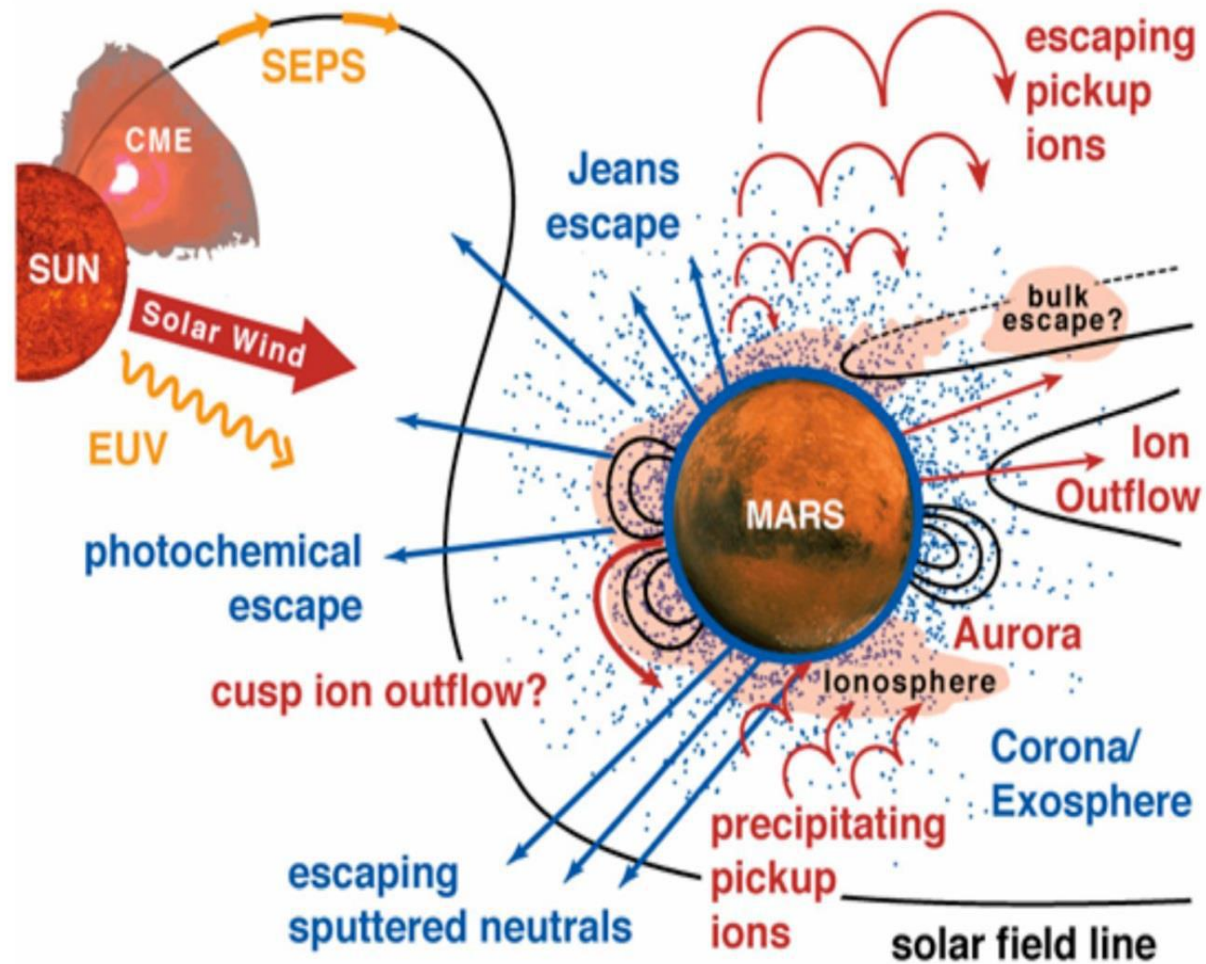 SEPS
CME
SUN
Solar Wind
EUV
Jeans
escape
escaping
pickup
ions
bulk
escape?
Ion
Outflow
MARS
photochemical
escape
cusp ion outflow?
Aurora
Ionosphere
Corona/
Exosphere
precipitating
pickup
ions
escaping
sputtered neutrals
solar field line